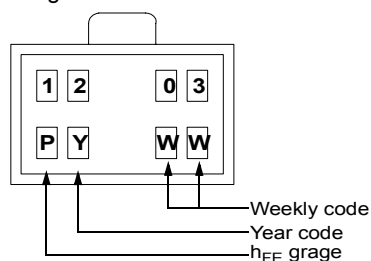 1 2 0 3
P Y W W
Weekly code
Year code
hFE grage